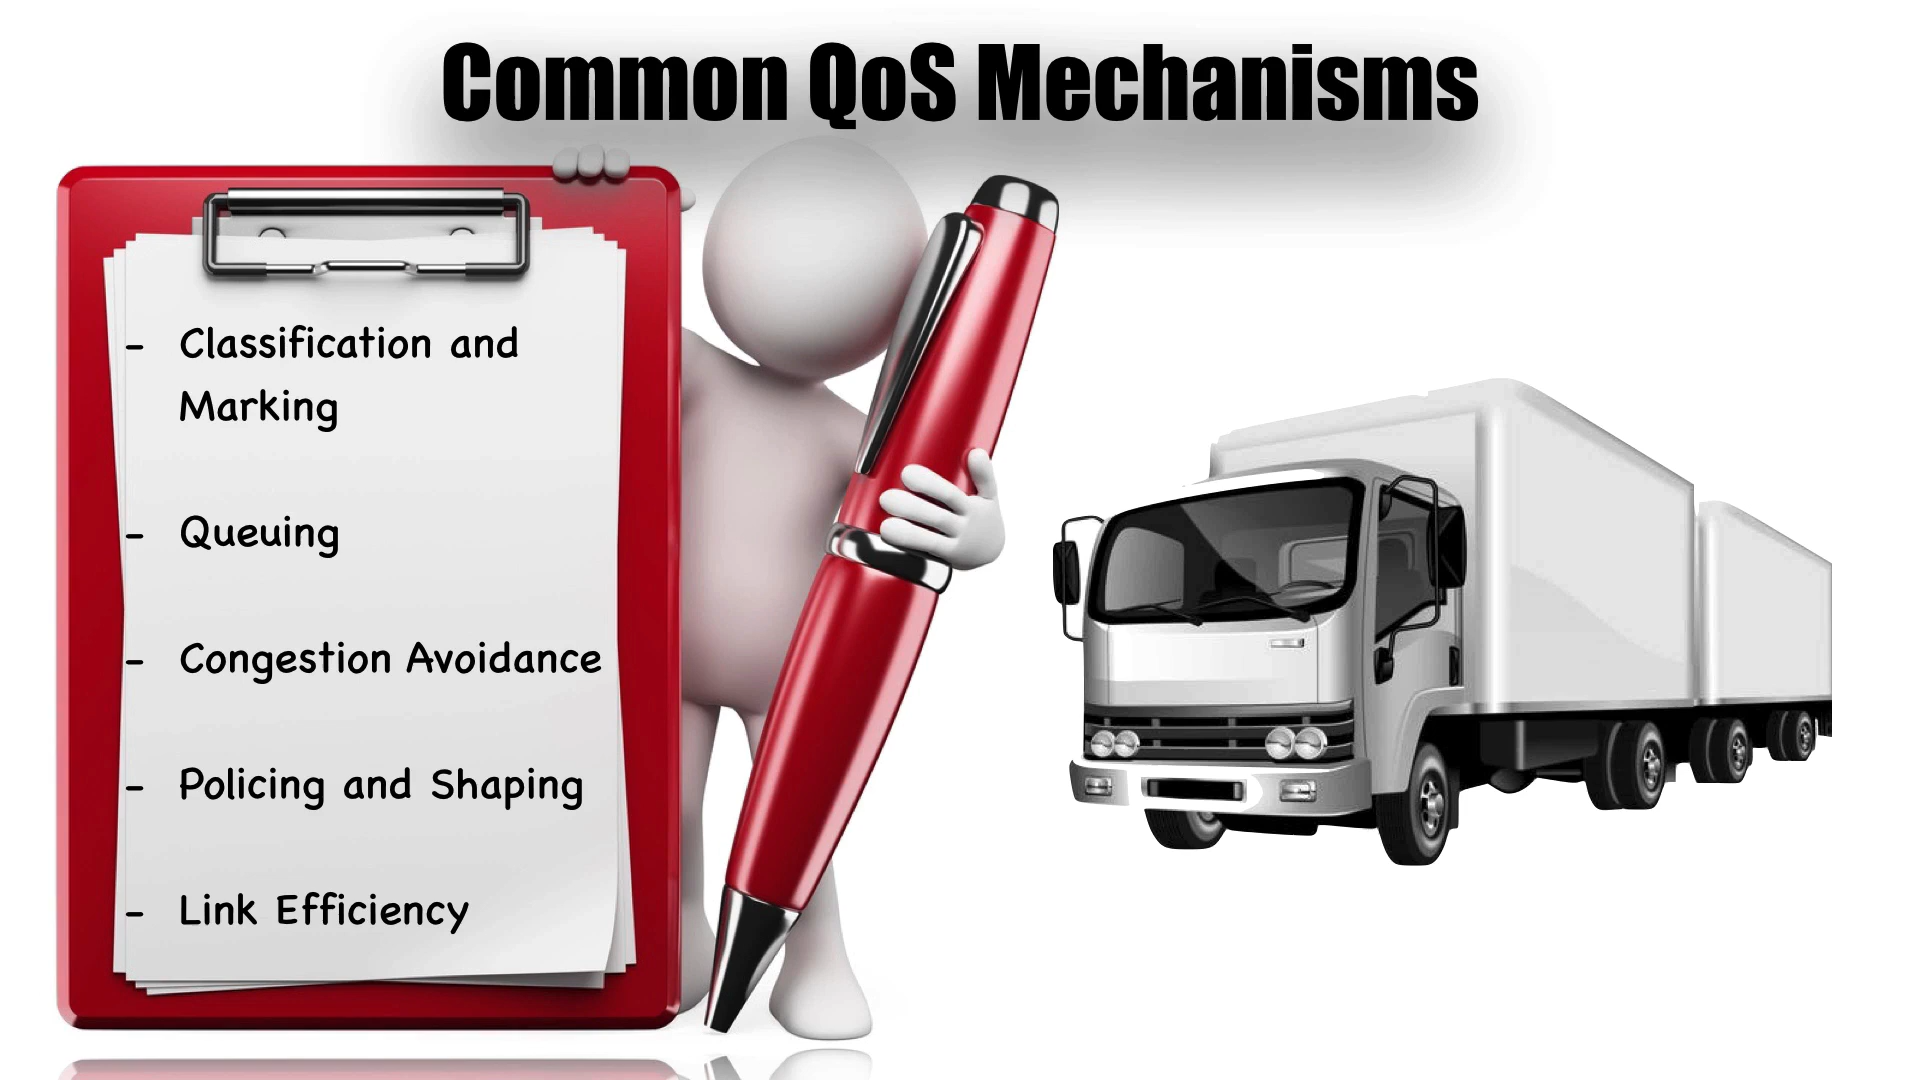 Common QoS Mechanisms
- Classification and
Marking
- Queuing
- Congestion Avoidance
- Policing and Shaping
- Link Efficiency